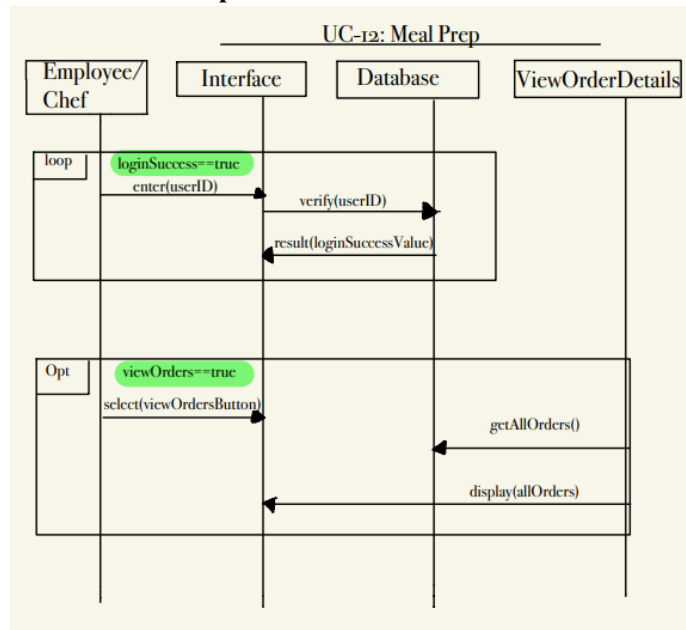 UC-12: Meal Prep
Employee/
Chef
Interface
Database
ViewOrderDetails
loop
loginSuccess==true
enter(userID)
verify(userID)
result(loginSuccessValue)
Opt
viewOrders==true
select(viewOrdersButton)
getAllOrders()
display(allOrders)